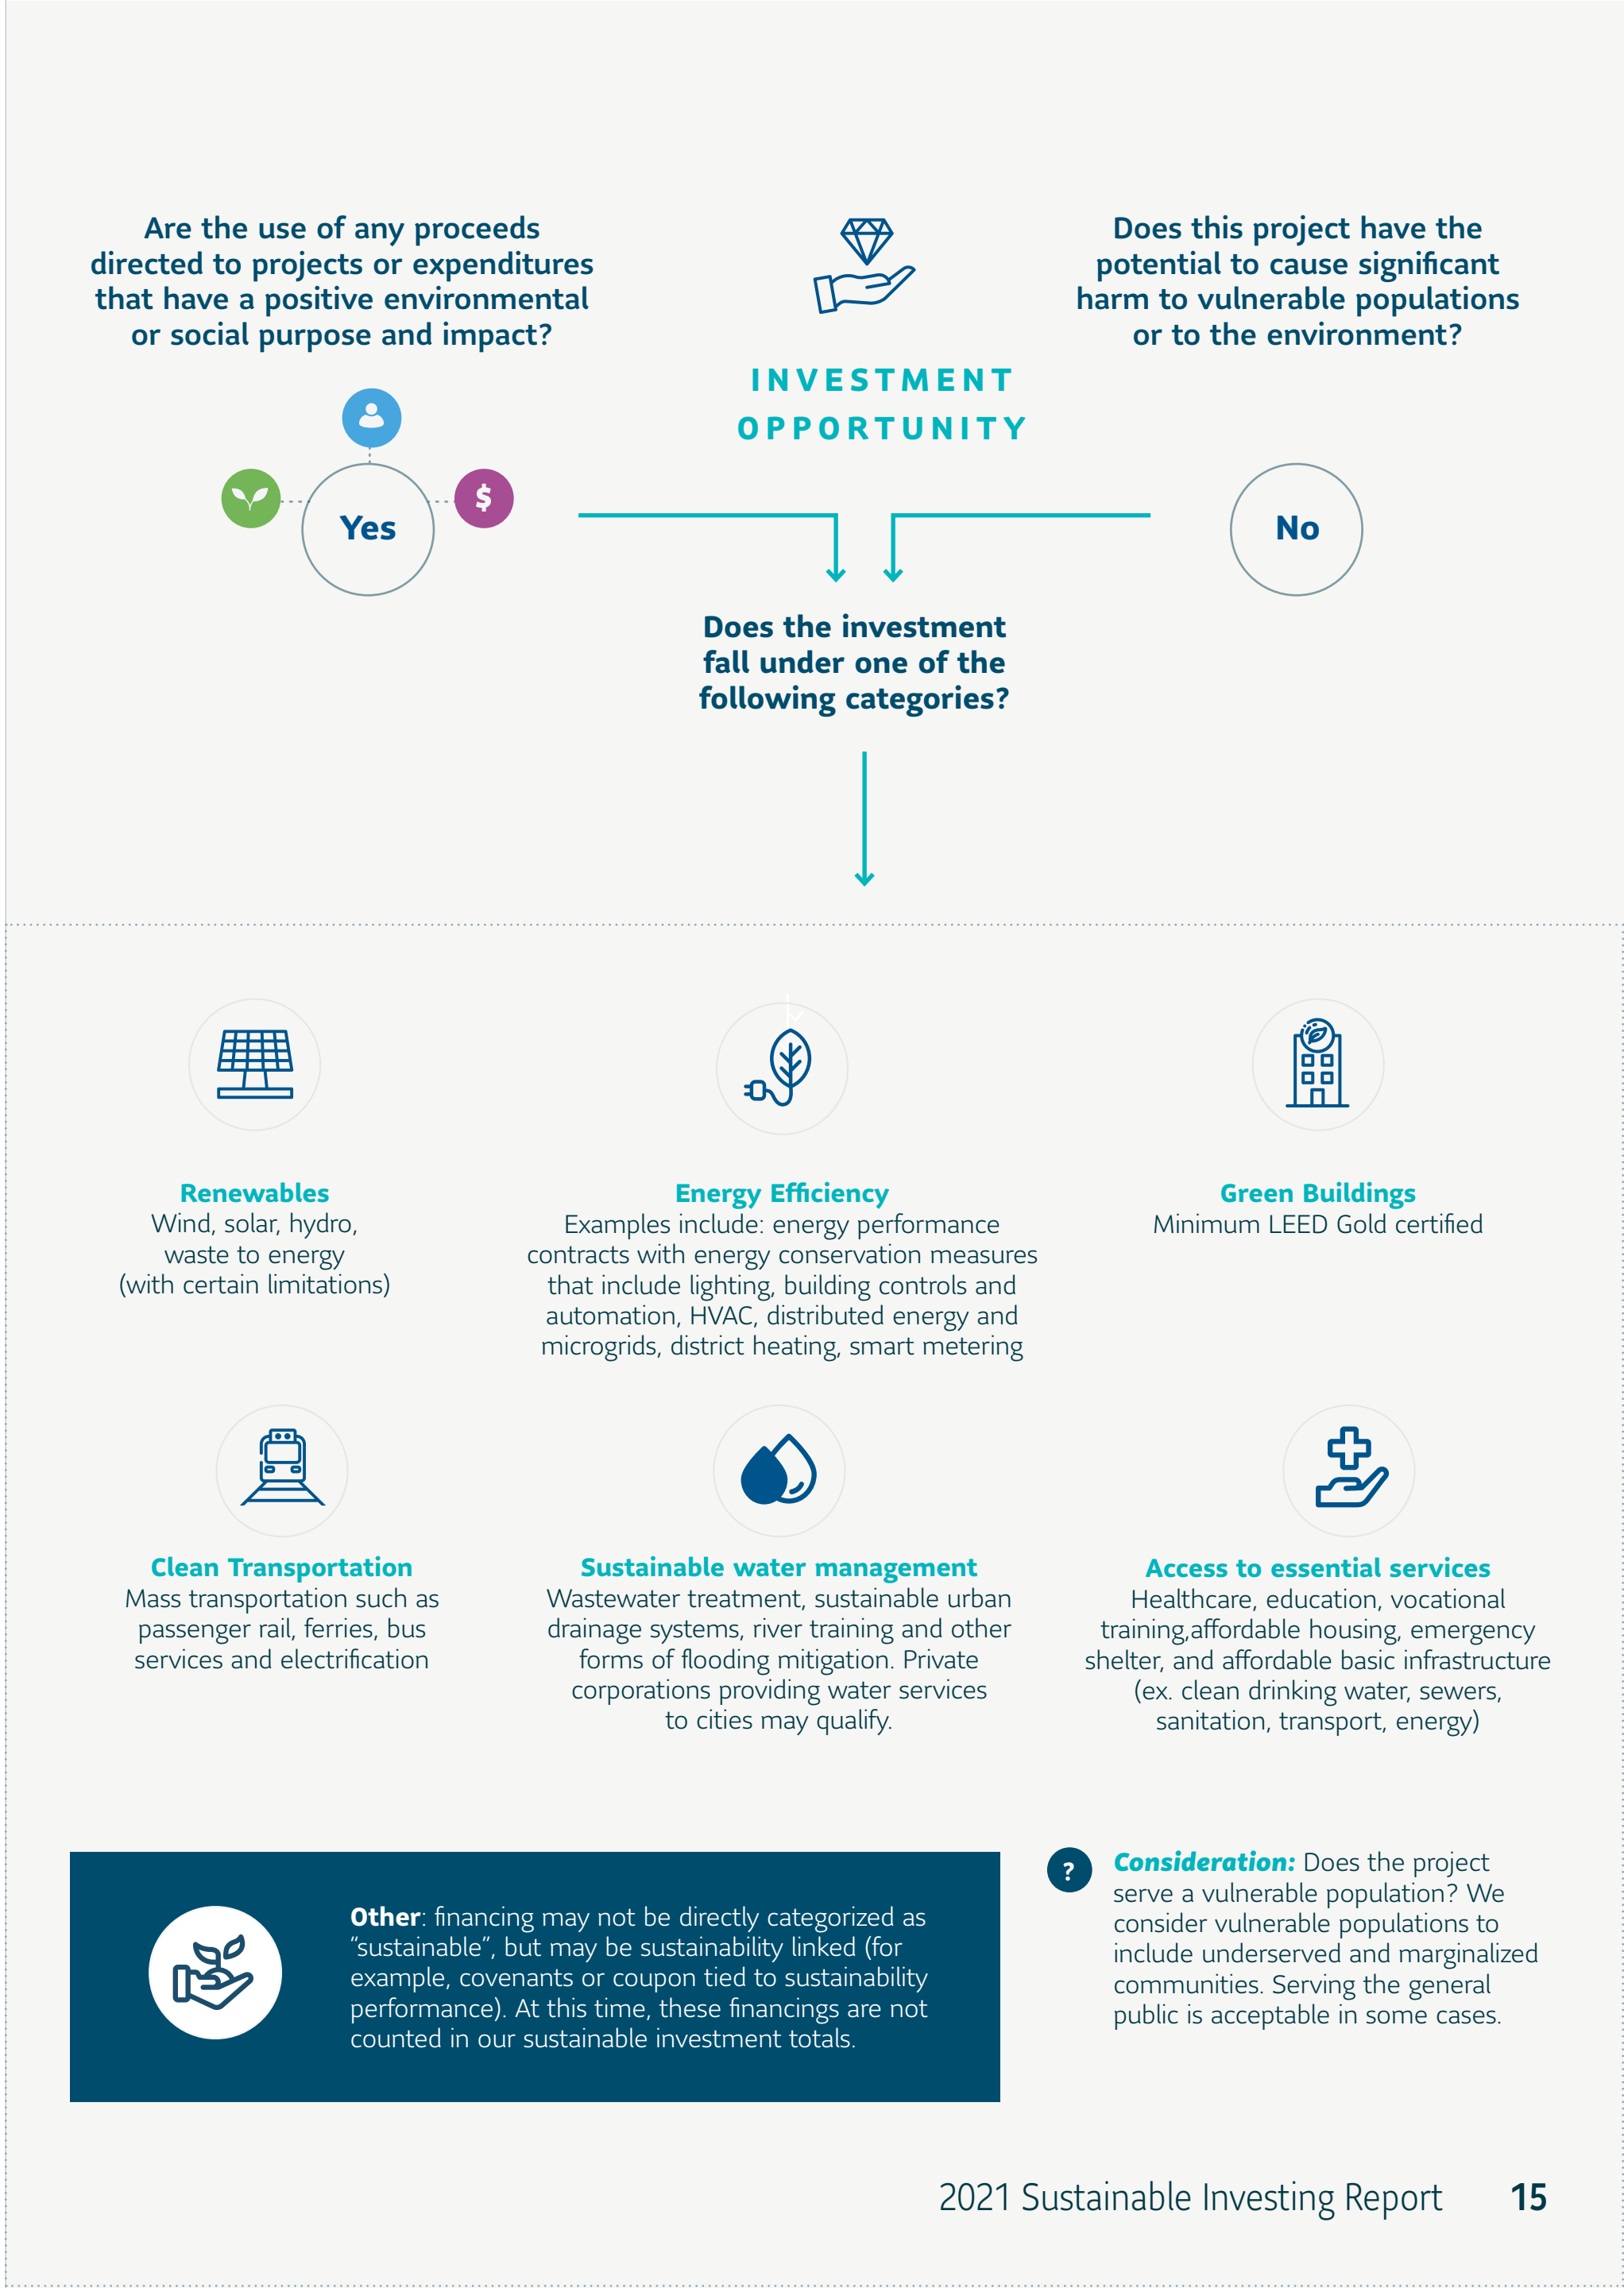 Are the use of any proceeds
directed to projects or expenditures
that have a positive environmental
or social purpose and impact?
Yes
$
INVESTMENT
OPPORTUNITY
Does this project have the
potential to cause significant
harm to vulnerable populations
or to the environment?
No
Does the investment
fall under one of the
following categories?
Renewables
Wind, solar, hydro,
waste to energy
(with certain limitations)
Energy Efficiency
Examples include: energy performance
contracts with energy conservation measures
that include lighting, building controls and
automation, HVAC, distributed energy and
microgrids, district heating, smart metering
Green Buildings
Minimum LEED Gold certified
Clean Transportation
Mass transportation such as
passenger rail, ferries, bus
services and electrification
Sustainable water management
Wastewater treatment, sustainable urban
drainage systems, river training and other
forms of flooding mitigation. Private
corporations providing water services
to cities may qualify.
Access to essential services
Healthcare, education, vocational
training,affordable housing, emergency
shelter, and affordable basic infrastructure
(ex. clean drinking water, sewers,
sanitation, transport, energy)
Other: financing may not be directly categorized as
“sustainable”, but may be sustainability linked (for
example, covenants or coupon tied to sustainability
performance). At this time, these financings are not
counted in our sustainable investment totals.
?
Consideration: Does the project
serve a vulnerable population? We
consider vulnerable populations to
include underserved and marginalized
communities. Serving the general
public is acceptable in some cases.
2021 Sustainable Investing Report 15